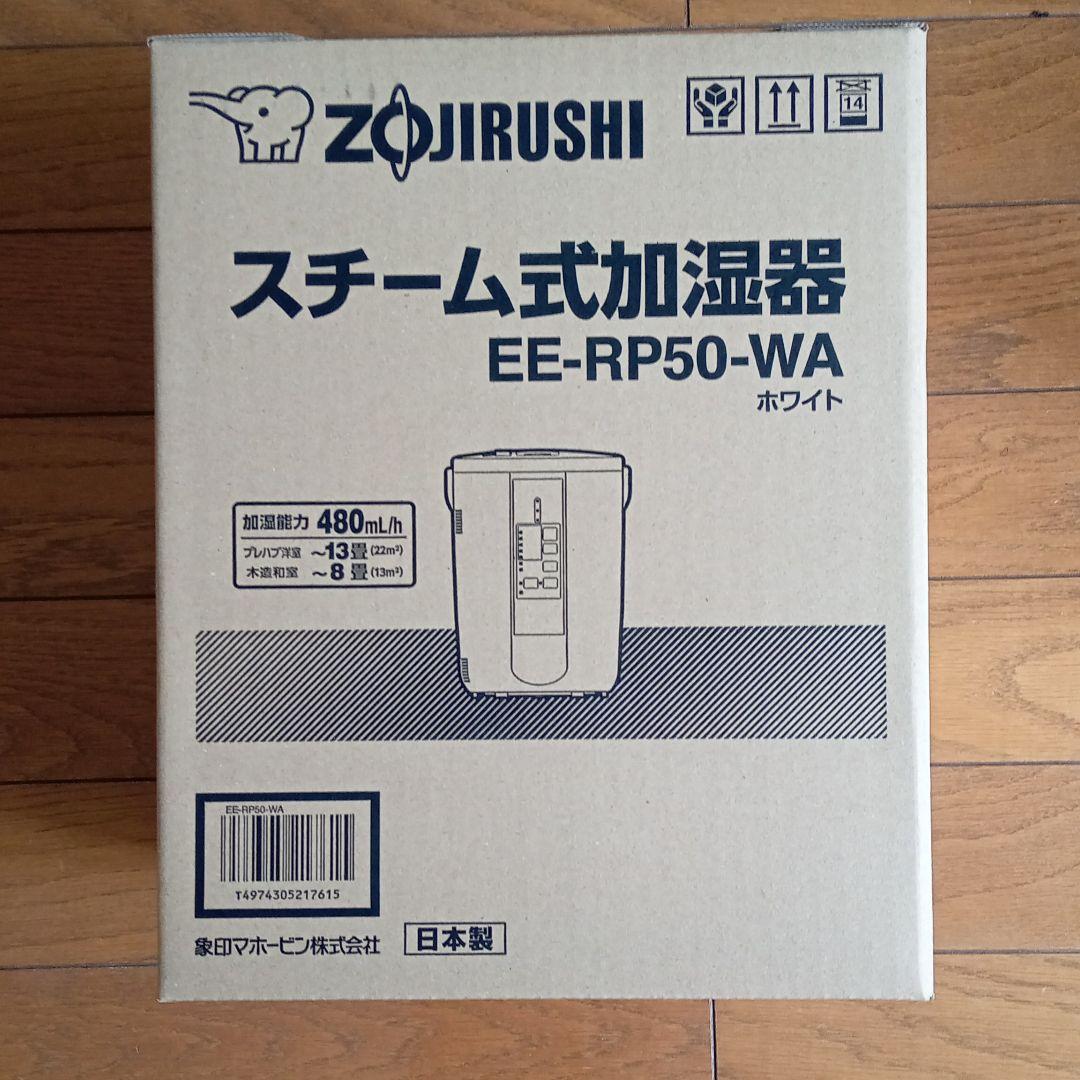 ZOJIRUSHI
14
スチーム式加湿器
EE-RP50-WA
ホワイト
加湿能力 480mL/h
プレハブ洋室 ~13畳(22m²)
木造和室 ~8畳(13m²)
EE-RP50-WA
T4974305217615
象印マホービン株式会社 日本製